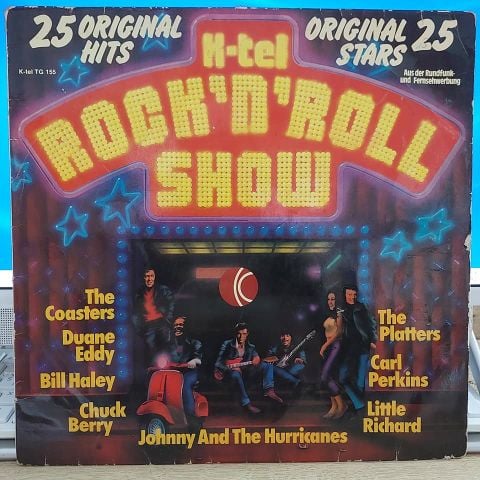 25 ORIGINAL
HITS
ORIGINAL 25
STARS
K-tel TG 155
Aus der Rundfunk-
und Fernsehwerbung
K-tel
ROCK'D'ROLL
SHOW
K
The
Coasters
Duane
Eddy
Bill Haley
Chuck
Berry
The
Platters
Carl
Perkins
Little
Richard
Johnny And The Hurricanes